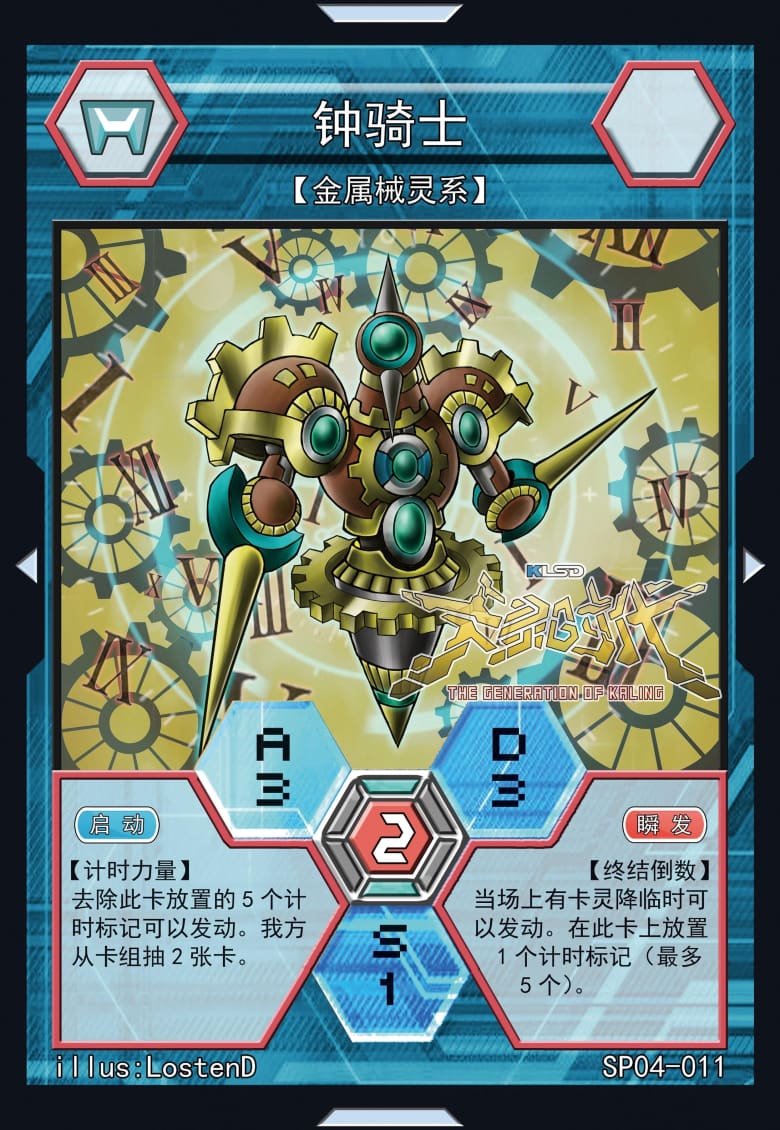 钟骑士
【金属械灵系】
KLSD
卡灵时代
THE GENERATION OF KALING
A
3
D
3
2
S
1
启动
【计时力量】
去除此卡放置的5个计
时标记可以发动。我方
从卡组抽2张卡。
瞬发
【终结倒数】
当场上有卡灵降临时可
以发动。在此卡上放置
1个计时标记（最多
5个）。
illus:LostenD
SP04-011